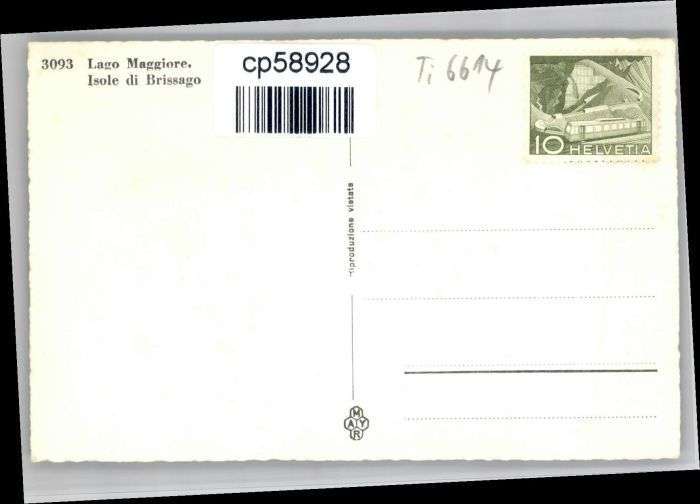 3093 Lago Maggiore.
Isole di Brissago
cp58928
Ti 6614
10 HELVETIA
riproduzione vietata
MAYR